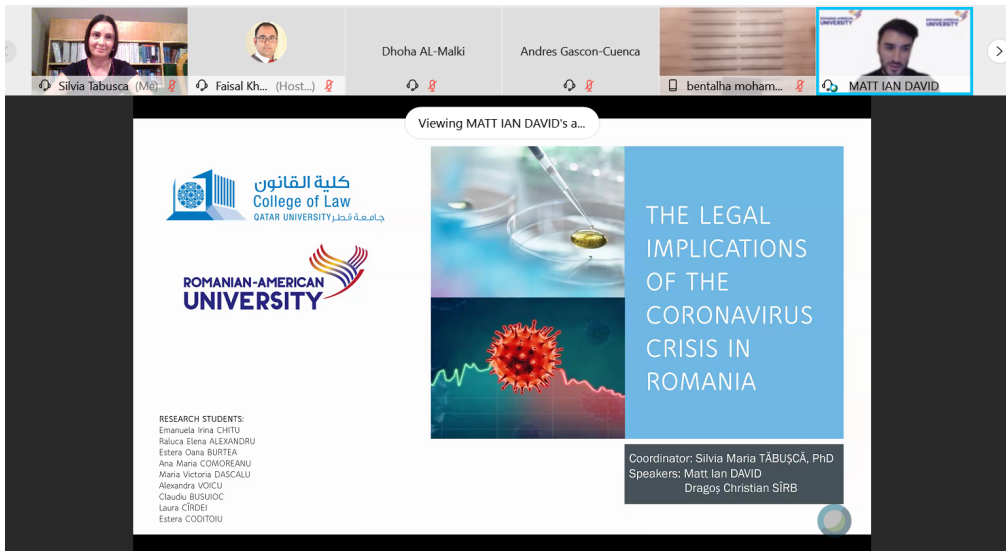 Dhoha AL-Malki
Andres Gascon-Cuenca
Silvia Tabusca (Me)
Faisal Kh... (Host...)
bentalha moham...
MATT IAN DAVID
Viewing MATT IAN DAVID's a...
كلية القانون
College of Law
QATAR UNIVERSITY جامعة قطر
ROMANIAN-AMERICAN
UNIVERSITY
THE LEGAL
IMPLICATIONS
OF THE
CORONAVIRUS
CRISIS IN
ROMANIA
RESEARCH STUDENTS:
Emanuela Irina CHITU
Raluca Elena ALEXANDRU
Estera Oana BURTEA
Ana Maria COMOREANU
Maria Victoria DASCALU
Alexandra VOICU
Claudiu BUSUIOC
Laura CÎRDEI
Estera CODITOIU
Coordinator: Silvia Maria TĂBUȘCĂ, PhD
Speakers: Matt Ian DAVID
Dragoș Christian SÎRB